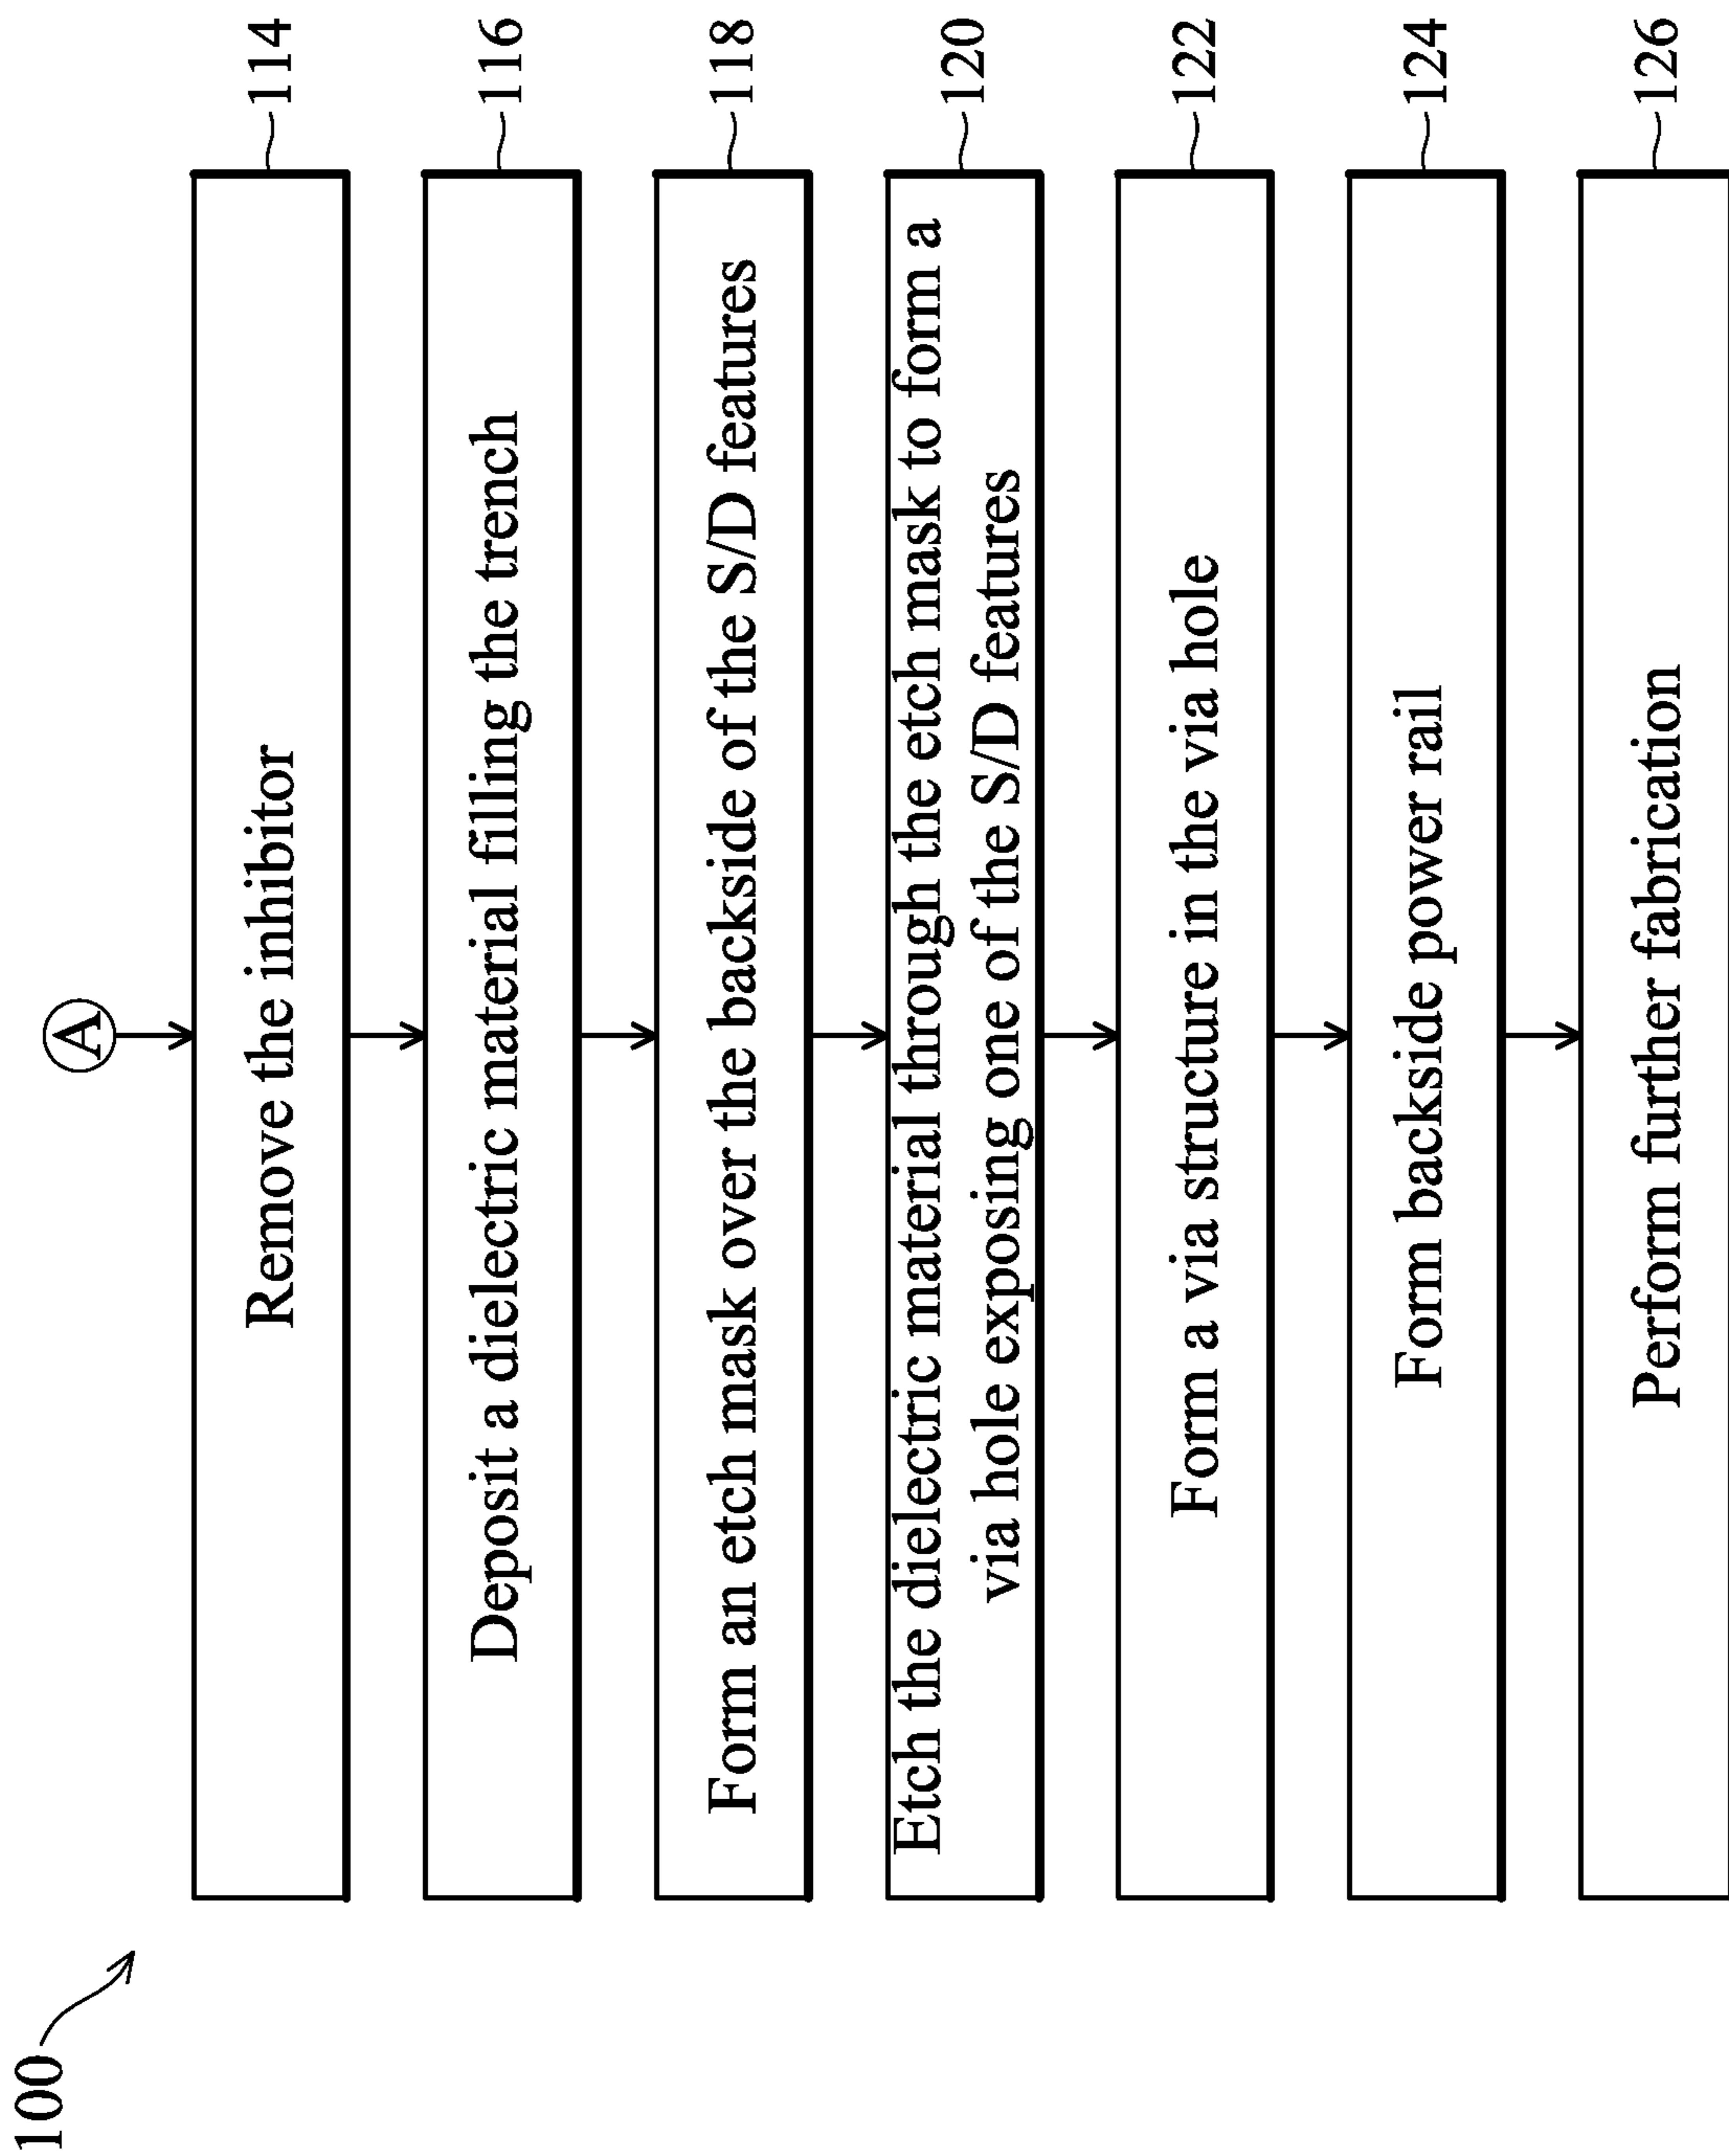 100
A
Remove the inhibitor
114
Deposit a dielectric material filling the trench
116
Form an etch mask over the backside of the S/D features
118
Etch the dielectric material through the etch mask to form a
via hole exposing one of the S/D features
120
Form a via structure in the via hole
122
Form backside power rail
124
Perform further fabrication
126